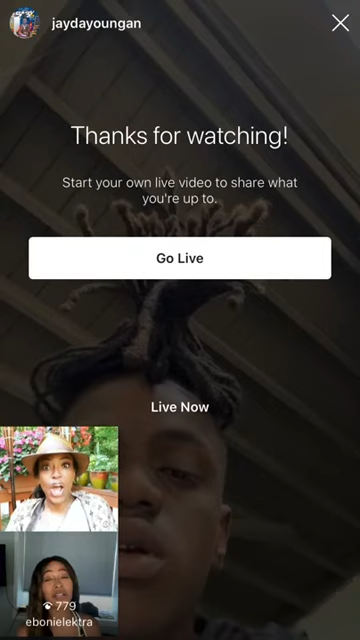 jaydayoungan
Thanks for watching!
Start your own live video to share what
you're up to.
Go Live
Live Now
779
ebonielektra